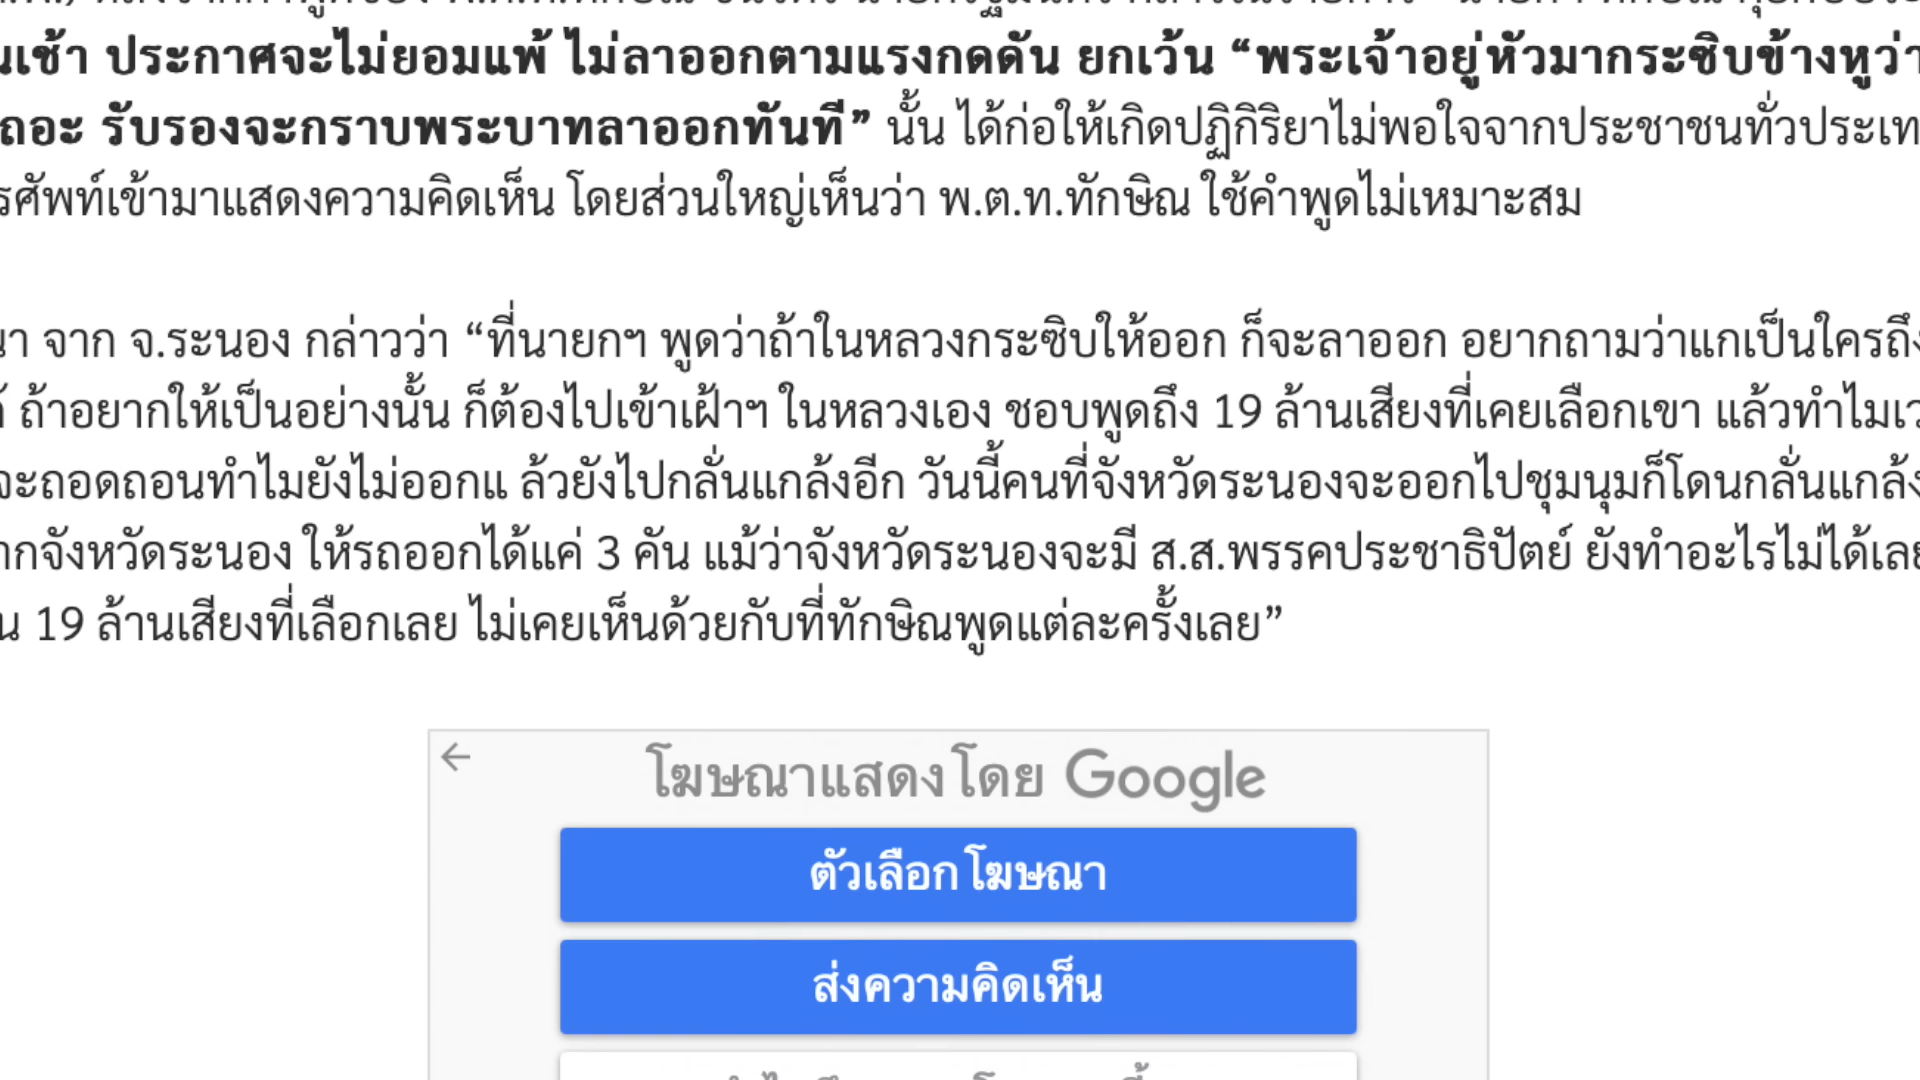 นเช้า ประกาศจะไม่ยอมแพ้ ไม่ลาออกตามแรงกดดัน ยกเว้น “พระเจ้าอยู่หัวมากระซิบข้างหูว่า
ถอะ รับรองจะกราบพระบาทลาออกทันที” นั้น ได้ก่อให้เกิดปฏิกิริยาไม่พอใจจากประชาชนทั่วประเท
รศัพท์เข้ามาแสดงความคิดเห็น โดยส่วนใหญ่เห็นว่า พ.ต.ท.ทักษิณ ใช้คำพูดไม่เหมาะสม
นา จาก จ.ระนอง กล่าวว่า “ที่นายกฯ พูดว่าถ้าในหลวงกระซิบให้ออก ก็จะลาออก อยากถามว่าแกเป็นใครถึง
ถ้าอยากให้เป็นอย่างนั้น ก็ต้องไปเข้าเฝ้าฯ ในหลวงเอง ชอบพูดถึง 19 ล้านเสียงที่เคยเลือกเขา แล้วทำไมเว
จะถอดถอนทำไมยังไม่ออกแ ล้วยังไปกลั่นแกล้งอีก วันนี้คนที่จังหวัดระนองจะออกไปชุมนุมก็โดนกลั่นแกล้ง
ากจังหวัดระนอง ให้รถออกได้แค่ 3 คัน แม้ว่าจังหวัดระนองจะมี ส.ส.พรรคประชาธิปัตย์ ยังทำอะไรไม่ได้เลย
น 19 ล้านเสียงที่เลือกเลย ไม่เคยเห็นด้วยกับที่ทักษิณพูดแต่ละครั้งเลย”
โฆษณาแสดงโดย Google
ตัวเลือกโฆษณา
ส่งความคิดเห็น